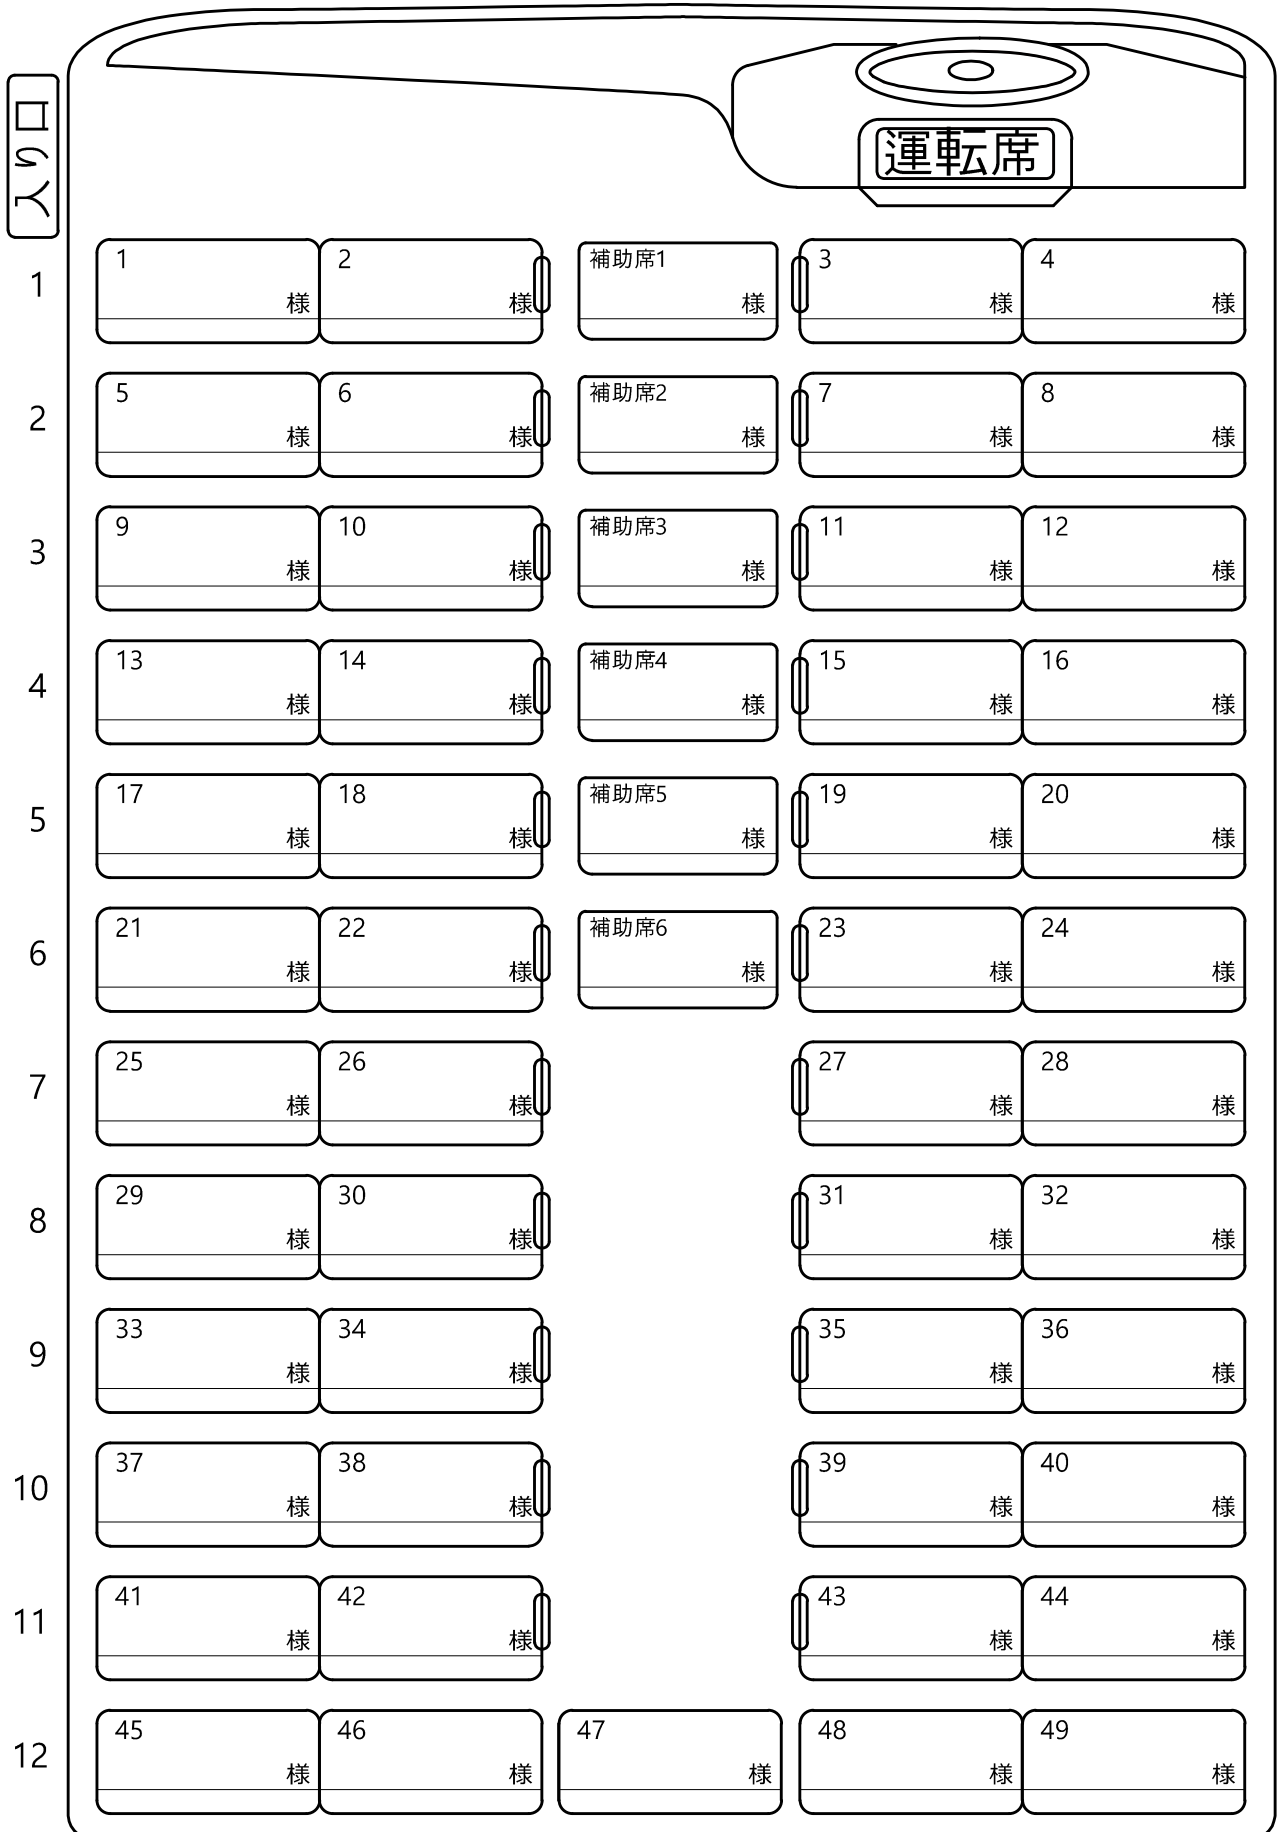 運転席
入り口
1
1 様
2 様
補助席1 様
3 様
4 様
2
5 様
6 様
補助席2 様
7 様
8 様
3
9 様
10 様
補助席3 様
11 様
12 様
4
13 様
14 様
補助席4 様
15 様
16 様
5
17 様
18 様
補助席5 様
19 様
20 様
6
21 様
22 様
補助席6 様
23 様
24 様
7
25 様
26 様
27 様
28 様
8
29 様
30 様
31 様
32 様
9
33 様
34 様
35 様
36 様
10
37 様
38 様
39 様
40 様
11
41 様
42 様
43 様
44 様
12
45 様
46 様
47 様
48 様
49 様